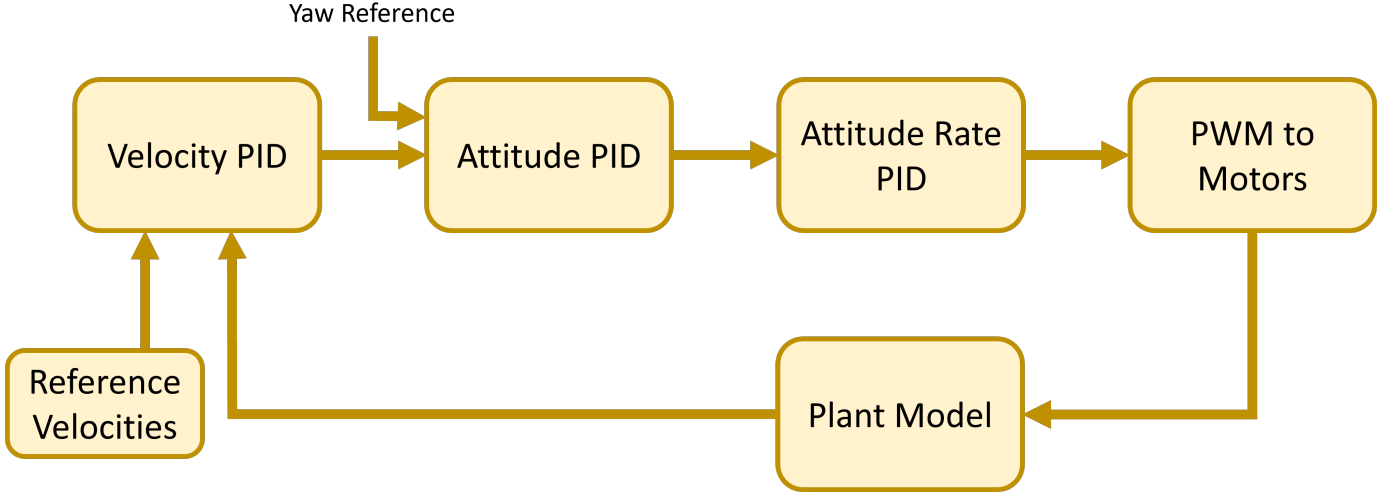 Yaw Reference
Velocity PID
Attitude PID
Attitude Rate
PID
PWM to
Motors
Reference
Velocities
Plant Model